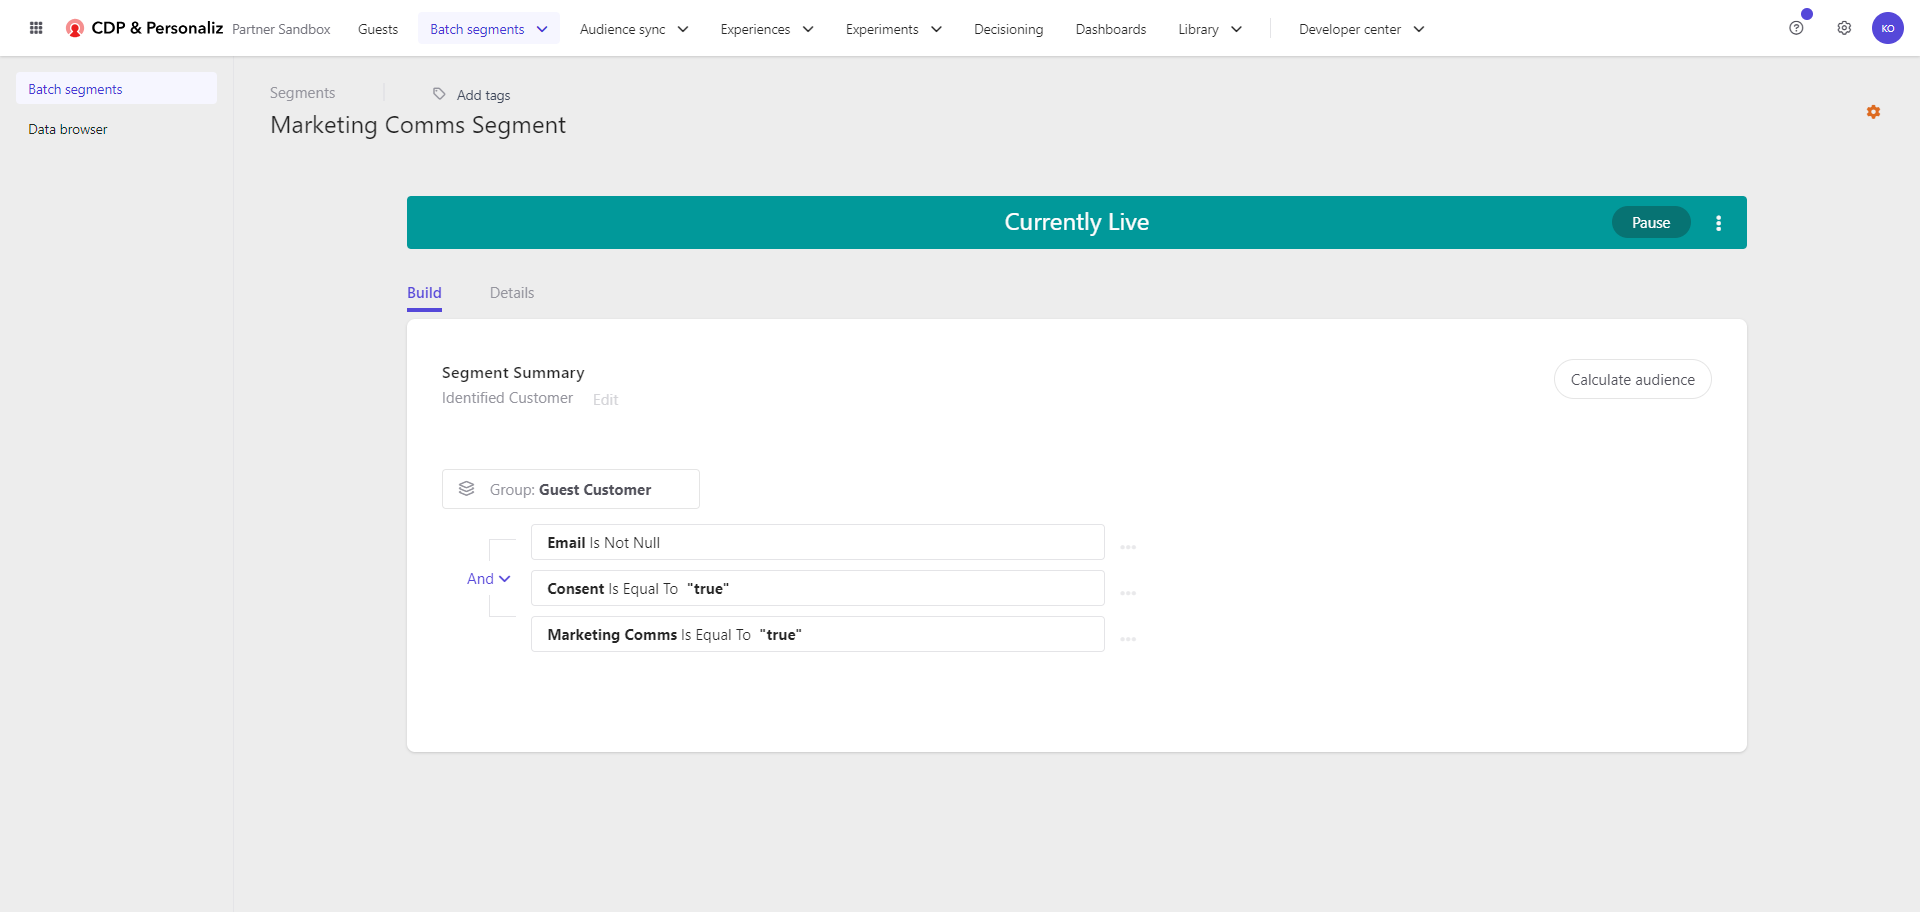 CDP & Personaliz Partner Sandbox Guests Batch segments Audience sync Experiences Experiments Decisioning Dashboards Library Developer center KO
Batch segments
Data browser
Segments Add tags
Marketing Comms Segment
Currently Live Pause
Build Details
Segment Summary
Identified Customer Edit
Calculate audience
Group: Guest Customer
Email Is Not Null
And
Consent Is Equal To "true"
Marketing Comms Is Equal To "true"